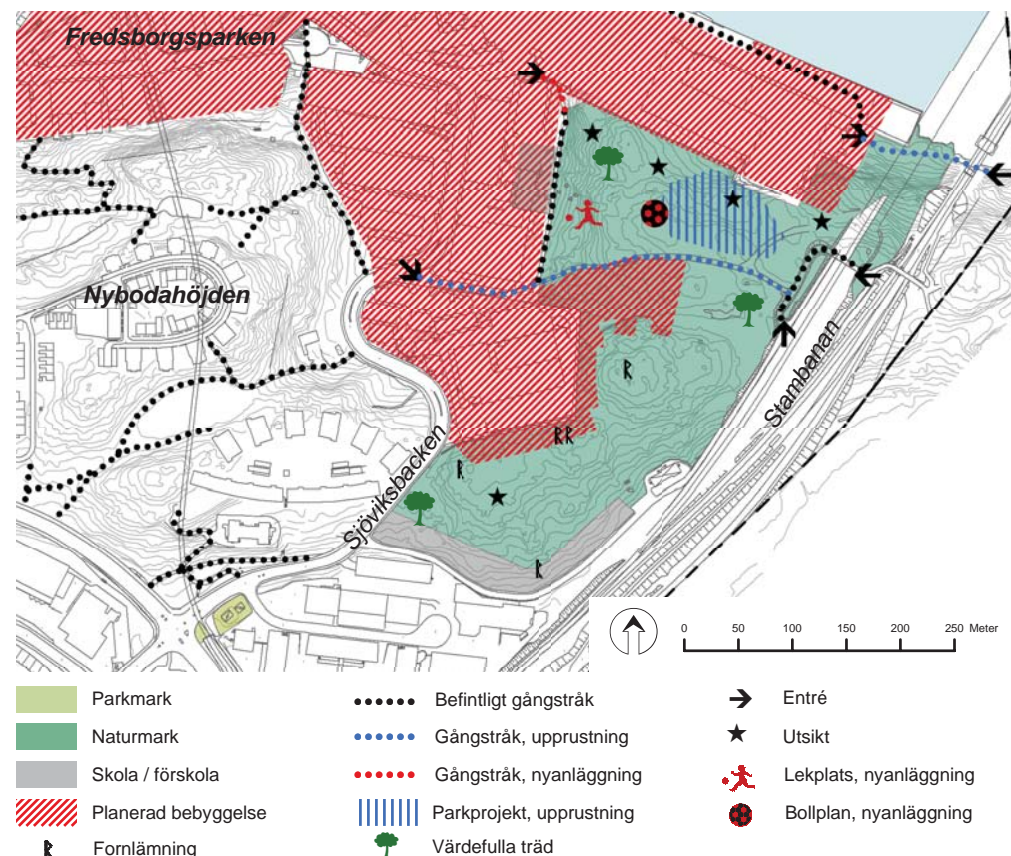 Fredsborgsparken
Nybodahöjden
Sjöviksbacken
Stambanan
0 50 100 150 200 250 Meter
Parkmark
Naturmark
Skola / förskola
Planerad bebyggelse
Fornlämning
Befintligt gångstråk
Gångstråk, upprustning
Gångstråk, nyanläggning
Parkprojekt, upprustning
Värdefulla träd
Entré
Utsikt
Lekplats, nyanläggning
Bollplan, nyanläggning